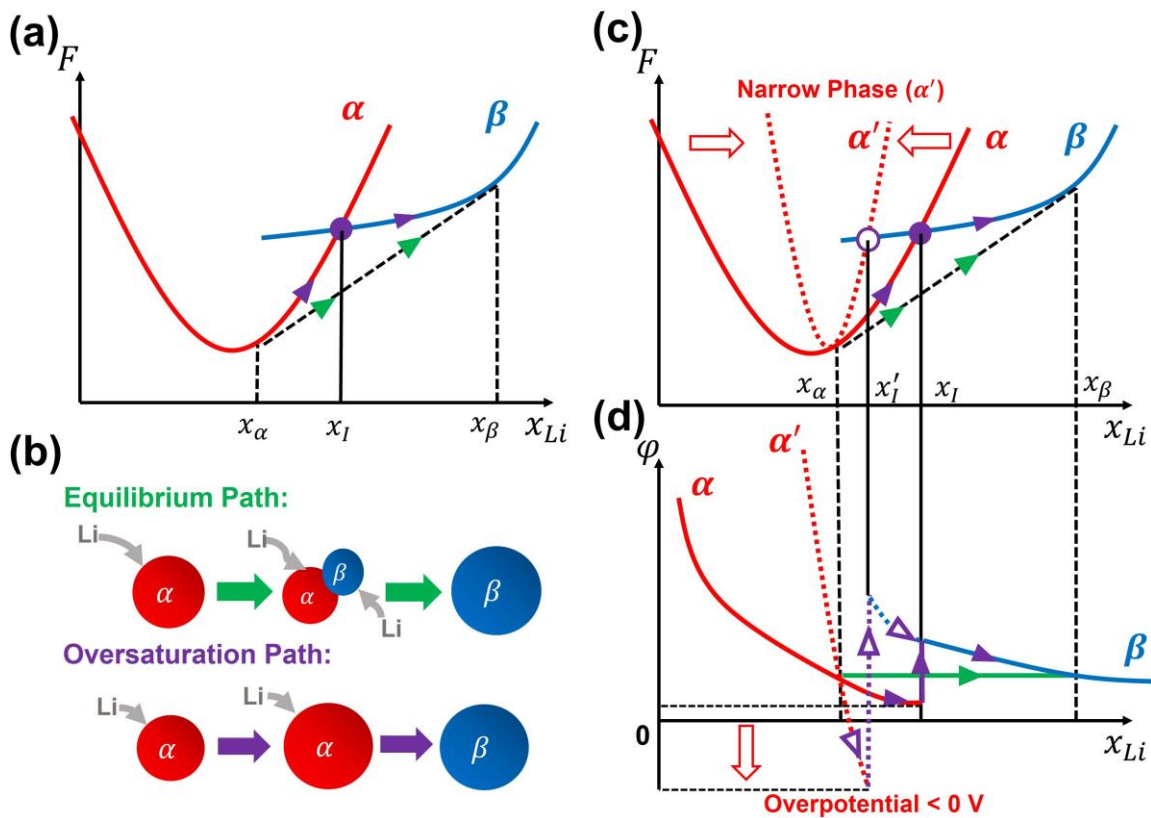 (a)
F
α
β
x_α
x_I
x_β
x_Li
(b)
Equilibrium Path:
Li
α
Li
α
β
Li
β
Oversaturation Path:
Li
α
Li
α
β
(c)
F
Narrow Phase (α′)
α′
α
β
x_α
x′_I
x_I
x_β
x_Li
(d)
φ
α′
α
β
0
x_Li
Overpotential < 0 V